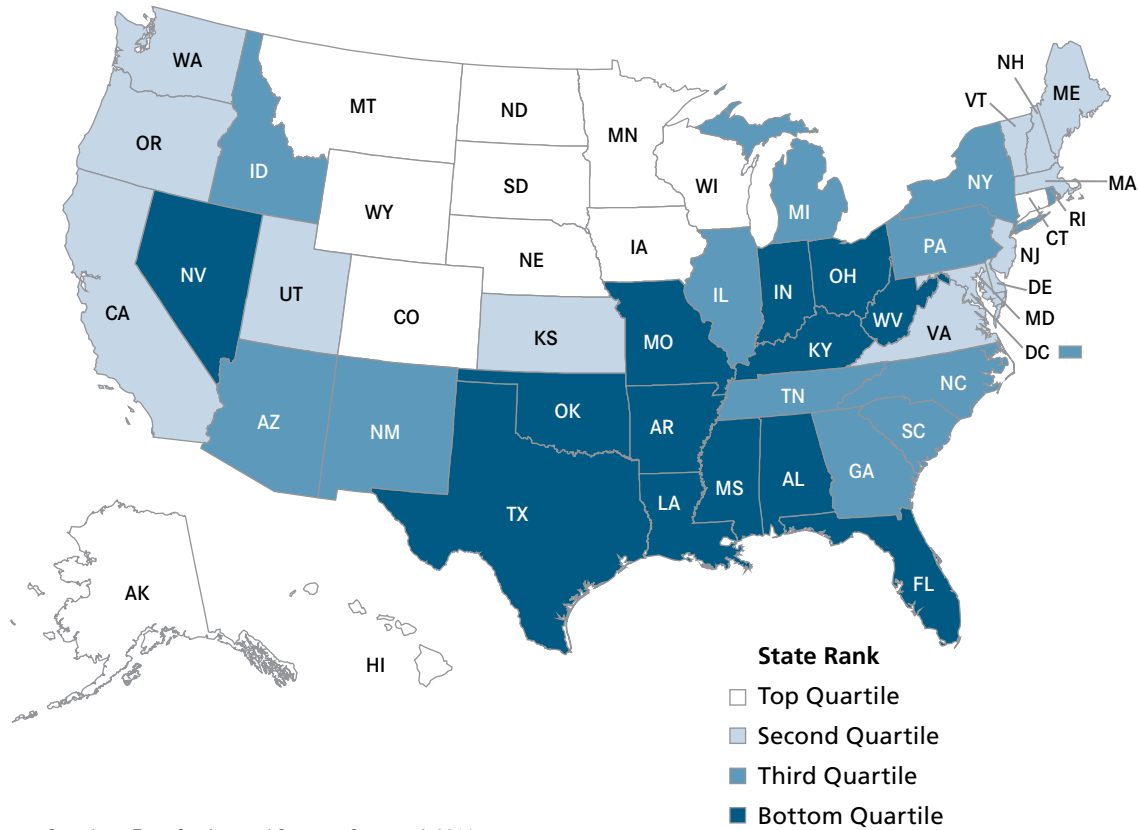 WA
MT
ND
MN
NH
VT
ME
OR
ID
SD
WI
MI
NY
MA
WY
RI
CT
IA
NE
PA
NJ
NV
UT
CO
IL
IN
OH
DE
CA
KS
MO
WV
VA
MD
KY
DC
TN
NC
AZ
NM
OK
AR
SC
GA
MS
AL
LA
TX
FL
AK
HI
State Rank
Top Quartile
Second Quartile
Third Quartile
Bottom Quartile